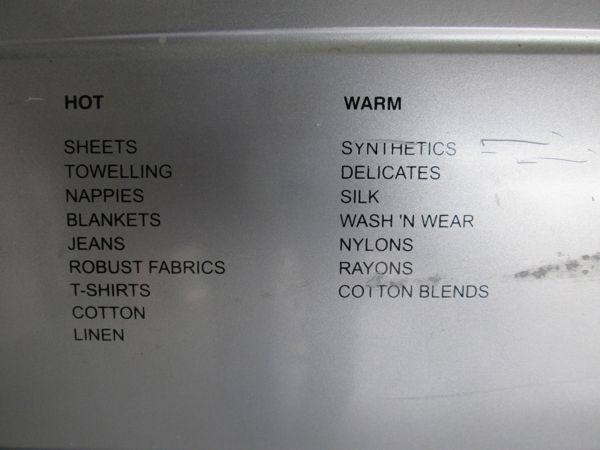 HOT
SHEETS
TOWELLING
NAPPIES
BLANKETS
JEANS
ROBUST FABRICS
T-SHIRTS
COTTON
LINEN
WARM
SYNTHETICS
DELICATES
SILK
WASH 'N WEAR
NYLONS
RAYONS
COTTON BLENDS